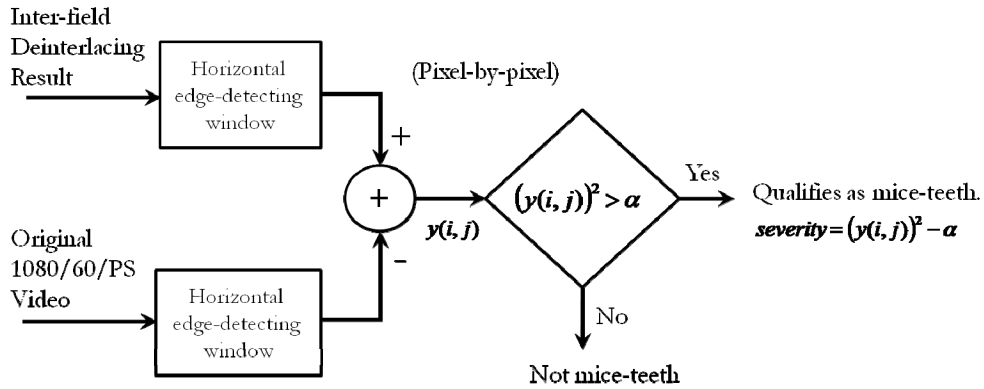 Inter-field
Deinterlacing
Result
Horizontal
edge-detecting
window
(Pixel-by-pixel)
+
+
y(i, j)
-
(y(i, j))² > α
Yes
Qualifies as mice-teeth.
severity = (y(i, j))² − α
No
Not mice-teeth
Original
1080/60/PS
Video
Horizontal
edge-detecting
window